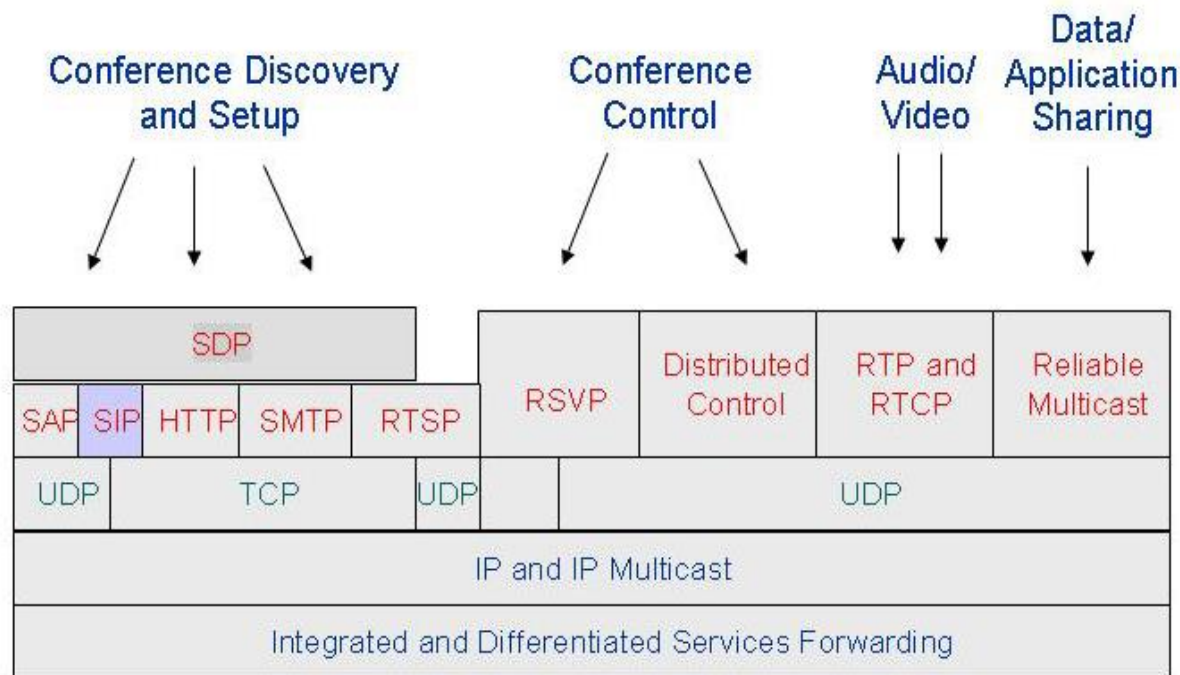 Conference Discovery
and Setup
Conference
Control
Audio/
Video
Data/
Application
Sharing
SDP
SAP
SIP
HTTP
SMTP
RTSP
RSVP
Distributed
Control
RTP and
RTCP
Reliable
Multicast
UDP
TCP
UDP
UDP
IP and IP Multicast
Integrated and Differentiated Services Forwarding